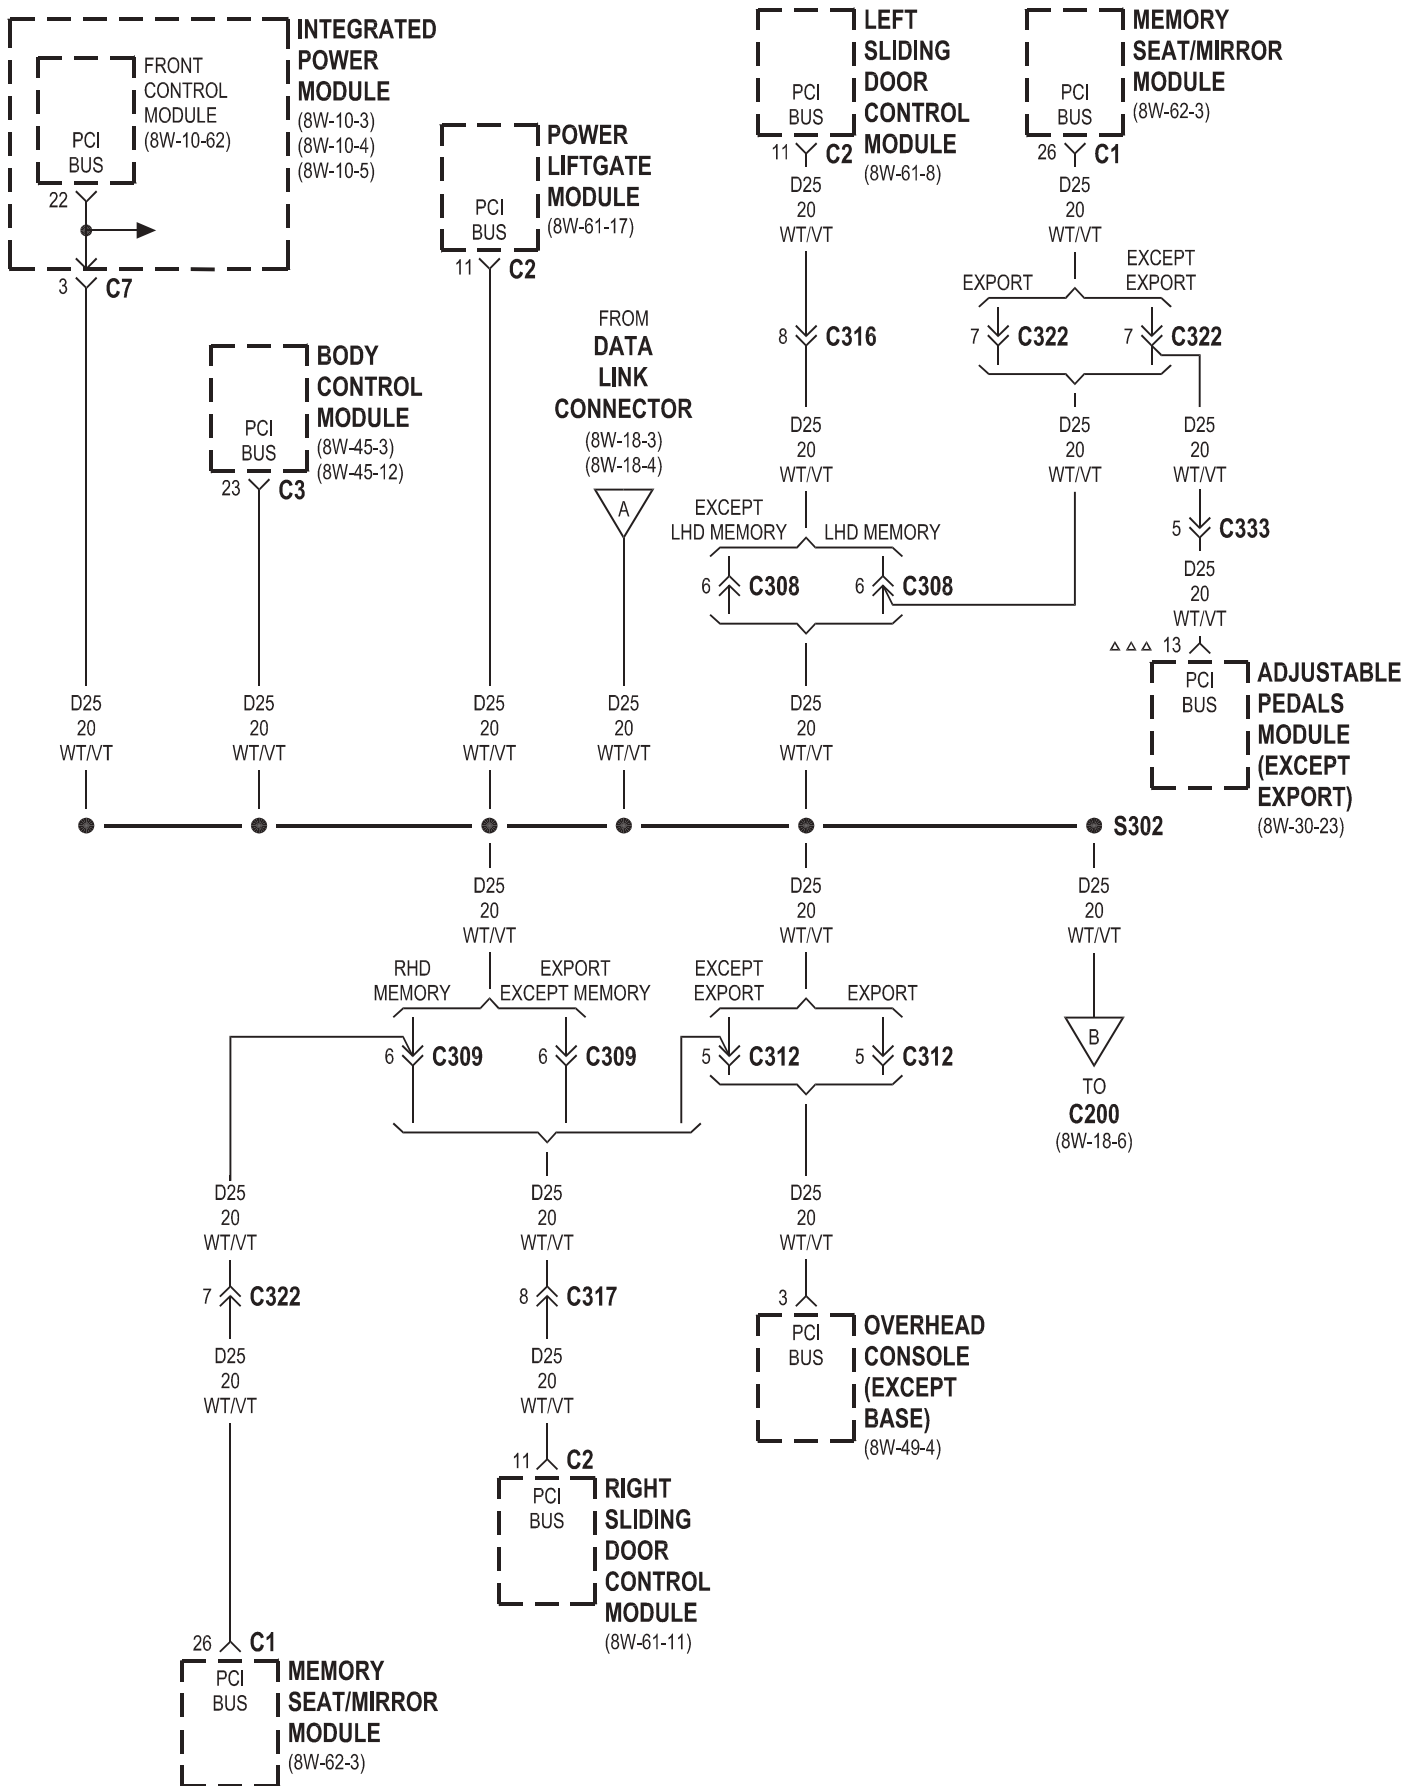 INTEGRATED
POWER
MODULE
(8W-10-3)
(8W-10-4)
(8W-10-5)
FRONT
CONTROL
MODULE
(8W-10-62)
PCI
BUS
22
3 C7
POWER
LIFTGATE
MODULE
(8W-61-17)
PCI
BUS
11 C2
LEFT
SLIDING
DOOR
CONTROL
MODULE
(8W-61-8)
PCI
BUS
11 C2
D25
20
WT/VT
MEMORY
SEAT/MIRROR
MODULE
(8W-62-3)
PCI
BUS
26 C1
D25
20
WT/VT
EXPORT
EXCEPT
EXPORT
8 C316
7 C322
7 C322
BODY
CONTROL
MODULE
(8W-45-3)
(8W-45-12)
PCI
BUS
23 C3
FROM
DATA
LINK
CONNECTOR
(8W-18-3)
(8W-18-4)
A
D25
20
WT/VT
D25
20
WT/VT
D25
20
WT/VT
EXCEPT
LHD MEMORY
LHD MEMORY
6 C308
6 C308
5 C333
D25
20
WT/VT
13
PCI
BUS
ADJUSTABLE
PEDALS
MODULE
(EXCEPT
EXPORT)
(8W-30-23)
D25
20
WT/VT
D25
20
WT/VT
D25
20
WT/VT
D25
20
WT/VT
D25
20
WT/VT
S302
D25
20
WT/VT
D25
20
WT/VT
D25
20
WT/VT
RHD
MEMORY
EXPORT
EXCEPT MEMORY
EXCEPT
EXPORT
EXPORT
6 C309
6 C309
5 C312
5 C312
B
TO
C200
(8W-18-6)
D25
20
WT/VT
D25
20
WT/VT
D25
20
WT/VT
7 C322
8 C317
3
PCI
BUS
OVERHEAD
CONSOLE
(EXCEPT
BASE)
(8W-49-4)
D25
20
WT/VT
D25
20
WT/VT
11 C2
PCI
BUS
RIGHT
SLIDING
DOOR
CONTROL
MODULE
(8W-61-11)
26 C1
PCI
BUS
MEMORY
SEAT/MIRROR
MODULE
(8W-62-3)